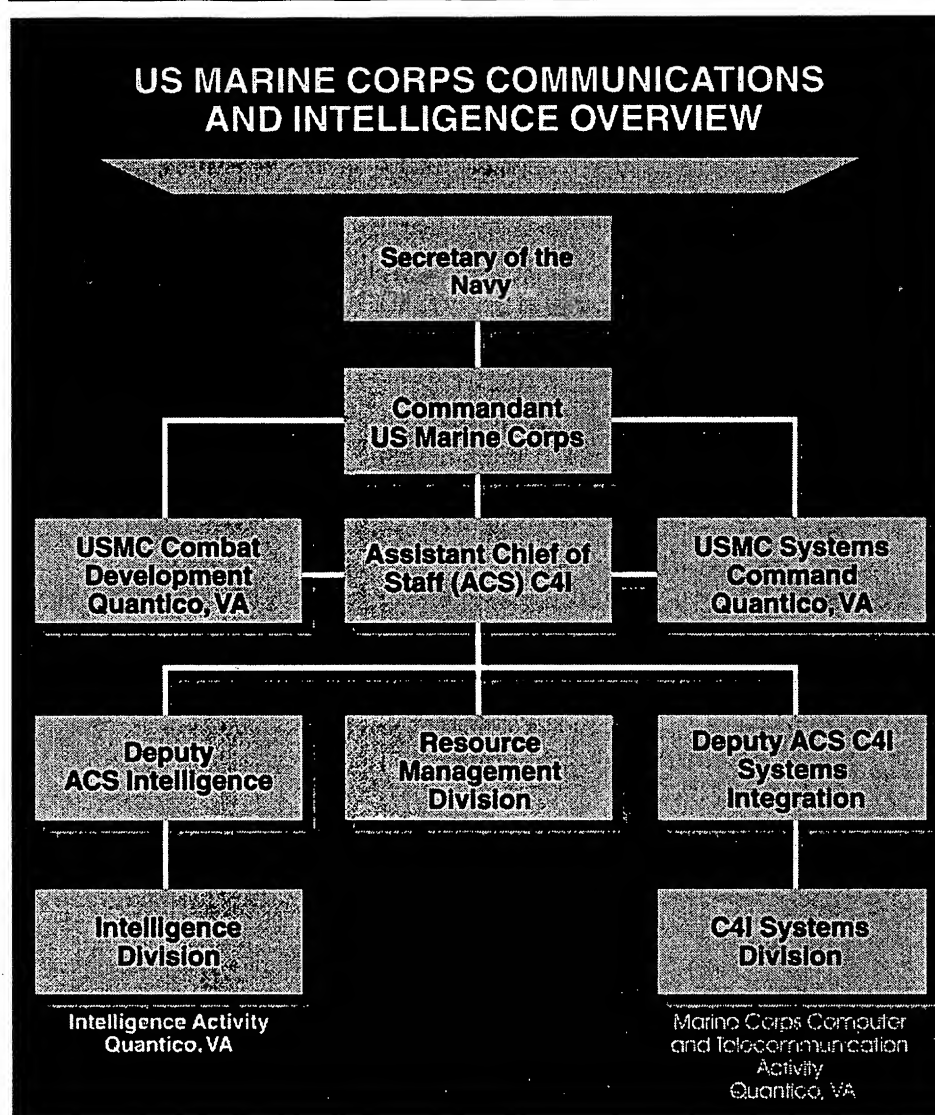 US MARINE CORPS COMMUNICATIONS
AND INTELLIGENCE OVERVIEW
Secretary of the
Navy
Commandant
US Marine Corps
USMC Combat
Development
Quantico, VA
Assistant Chief of
Staff (ACS) C4I
USMC Systems
Command
Quantico, VA
Deputy
ACS Intelligence
Resource
Management
Division
Deputy ACS C4I
Systems
Integration
Intelligence
Division
C4I Systems
Division
Intelligence Activity
Quantico, VA
Marine Corps Computer
and Telecommunication
Activity
Quantico, VA